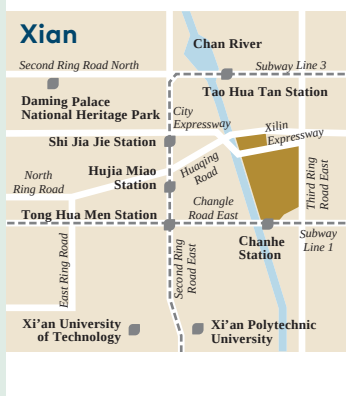 Xian
Chan River
Second Ring Road North
Subway Line 3
Tao Hua Tan Station
Daming Palace
National Heritage Park
City
Expressway
Xilin
Expressway
Shi Jia Jie Station
Huaqing
Road
Hujia Miao
Station
North
Ring Road
Third Ring
Road East
Changle
Road East
Tong Hua Men Station
Subway
Line 1
Chanhe
Station
East Ring Road
Second Ring
Road East
Xi'an University
of Technology
Xi'an Polytechnic
University